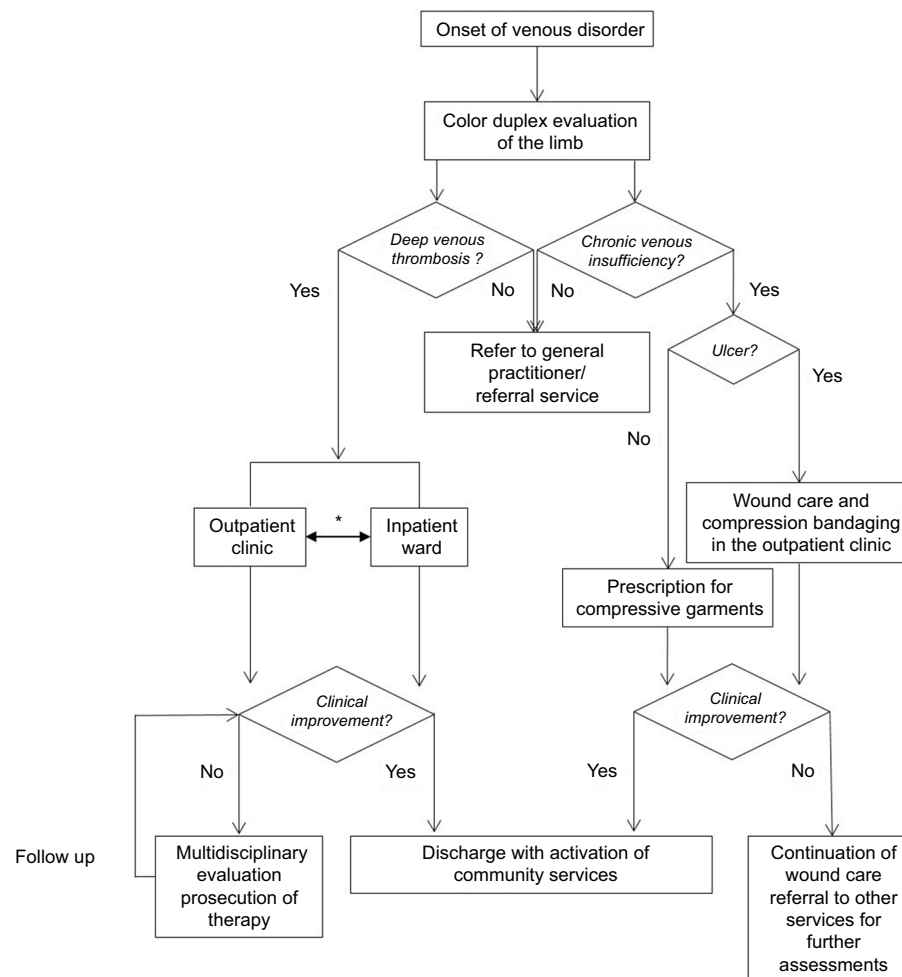 Onset of venous disorder
Color duplex evaluation
of the limb
Deep venous
thrombosis ?
Chronic venous
insufficiency?
Yes
No
No
Yes
Refer to general
practitioner/
referral service
Ulcer?
Yes
No
Outpatient
clinic
*
Inpatient
ward
Wound care and
compression bandaging
in the outpatient clinic
Prescription for
compressive garments
Clinical
improvement?
Clinical
improvement?
No
Yes
Yes
No
Follow up
Multidisciplinary
evaluation
prosecution of
therapy
Discharge with activation of
community services
Continuation of
wound care
referral to other
services for
further
assessments